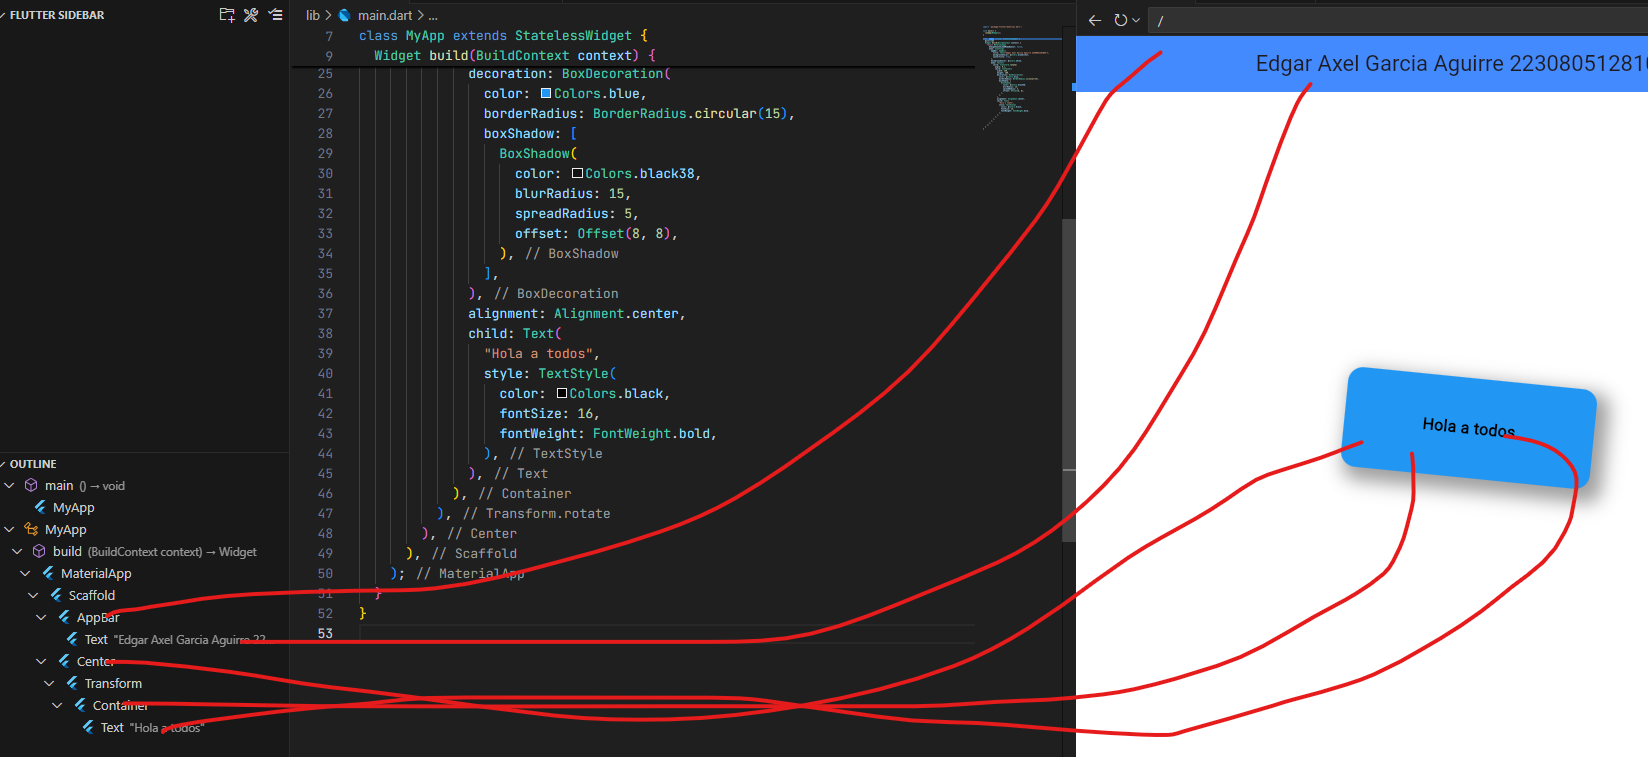 FLUTTER SIDEBAR
OUTLINE
main () → void
MyApp
MyApp
build (BuildContext context) → Widget
MaterialApp
Scaffold
AppBar
Text "Edgar Axel Garcia Aguirre 22
Center
Transform
Container
Text "Hola a todos"
lib > main.dart > ...
7 class MyApp extends StatelessWidget {
9 Widget build(BuildContext context) {
25 decoration: BoxDecoration(
26 color: Colors.blue,
27 borderRadius: BorderRadius.circular(15),
28 boxShadow: [
29 BoxShadow(
30 color: Colors.black38,
31 blurRadius: 15,
32 spreadRadius: 5,
33 offset: Offset(8, 8),
34 ), // BoxShadow
35 ],
36 ), // BoxDecoration
37 alignment: Alignment.center,
38 child: Text(
39 "Hola a todos",
40 style: TextStyle(
41 color: Colors.black,
42 fontSize: 16,
43 fontWeight: FontWeight.bold,
44 ), // TextStyle
45 ), // Text
46 ), // Container
47 ), // Transform.rotate
48 ), // Center
49 ), // Scaffold
50 ); // MaterialApp
51 }
52 }
53
/
Edgar Axel Garcia Aguirre 223080512810
Hola a todos